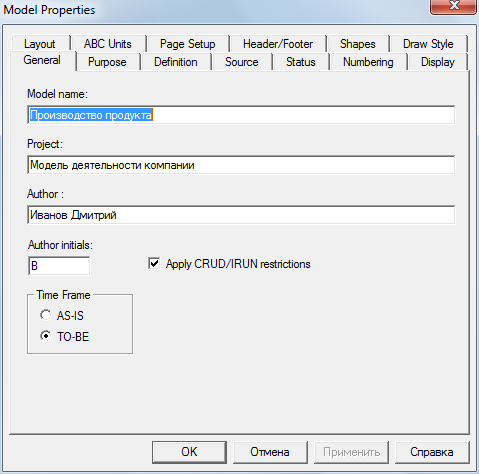 Model Properties
Layout ABC Units Page Setup Header/Footer Shapes Draw Style
General Purpose Definition Source Status Numbering Display
Model name:
Производство продукта
Project:
Модель деятельности компании
Author :
Иванов Дмитрий
Author initials:
В Apply CRUD/IRUN restrictions
Time Frame
AS-IS
TO-BE
OK Отмена Применить Справка